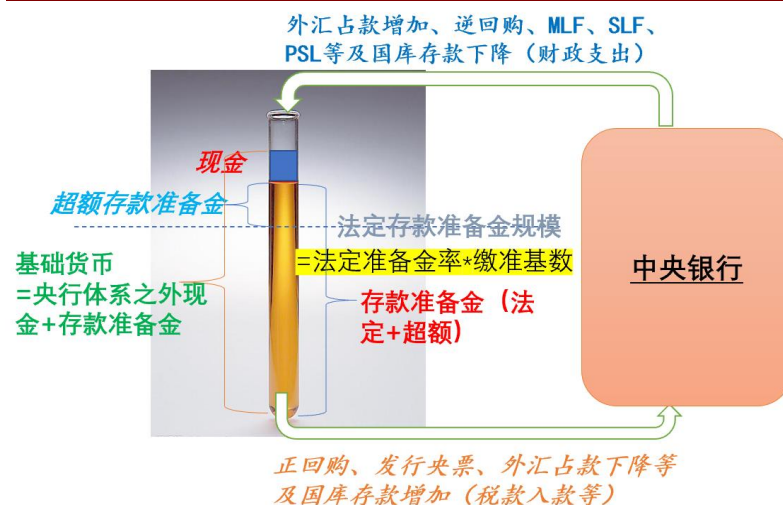 外汇占款增加、逆回购、MLF、SLF、
PSL等及国库存款下降（财政支出）
现金
超额存款准备金
法定存款准备金规模
=法定准备金率*缴准基数
基础货币
=央行体系之外现
金+存款准备金
存款准备金（法
定+超额）
中央银行
正回购、发行央票、外汇占款下降等
及国库存款增加（税款入款等）